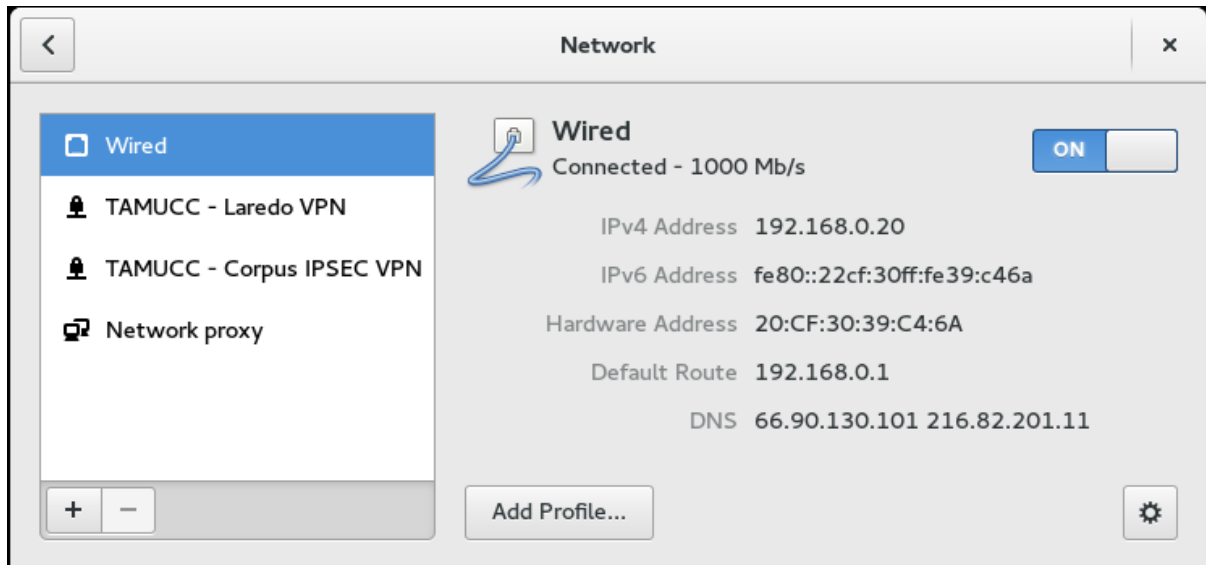 Network
Wired
TAMUCC - Laredo VPN
TAMUCC - Corpus IPSEC VPN
Network proxy
+ −
Wired
Connected - 1000 Mb/s
ON
IPv4 Address 192.168.0.20
IPv6 Address fe80::22cf:30ff:fe39:c46a
Hardware Address 20:CF:30:39:C4:6A
Default Route 192.168.0.1
DNS 66.90.130.101 216.82.201.11
Add Profile...